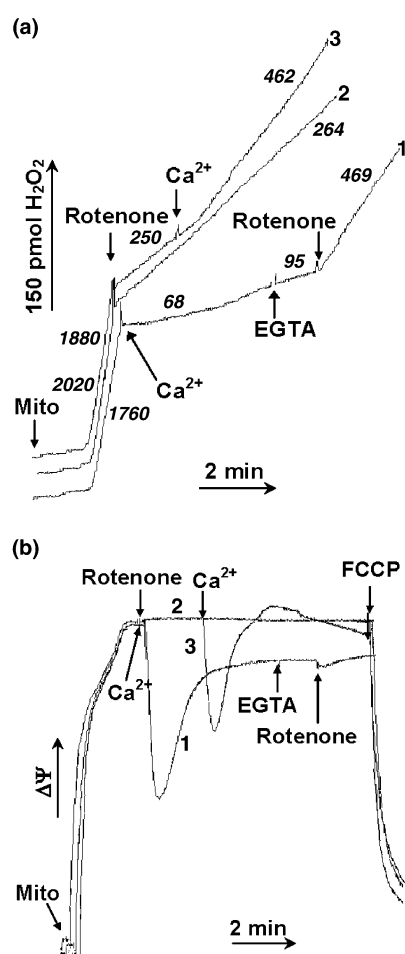 (a)
3
462
2
264
Ca2+
1
Rotenone
469
250
Rotenone
150 pmol H2O2
95
68
EGTA
1880
Ca2+
2020
Mito
1760
2 min
(b)
FCCP
Rotenone
Ca2+
2
3
Ca2+
EGTA
1
Rotenone
ΔΨ
Mito
2 min